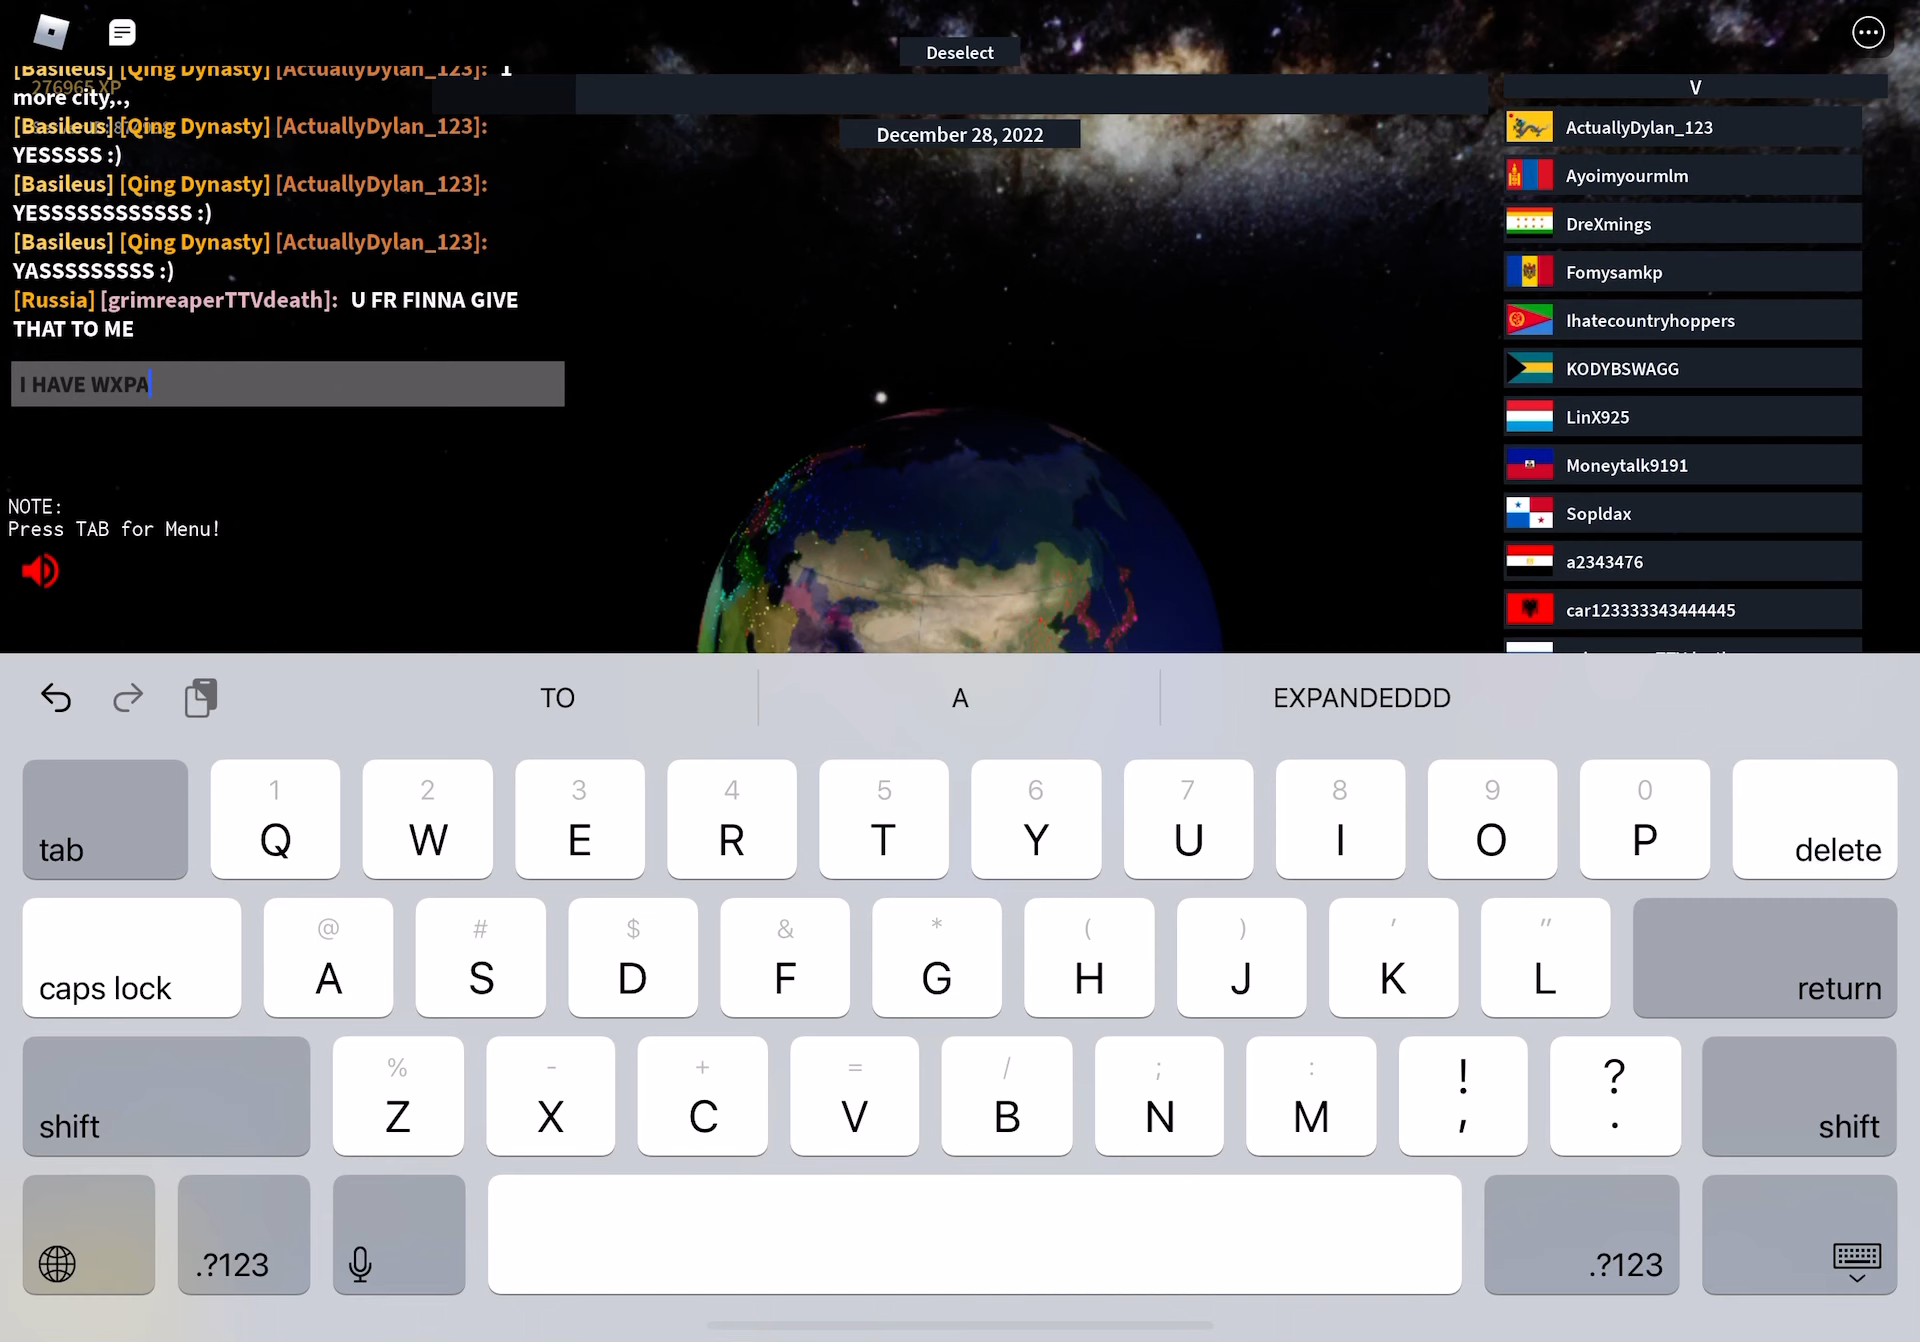 Deselect
[Basileus] [Qing Dynasty] [ActuallyDylan_123]: 1
276965 XP
more city,.,
[Basileus] [Qing Dynasty] [ActuallyDylan_123]:
YESSSSS :)
[Basileus] [Qing Dynasty] [ActuallyDylan_123]:
YESSSSSSSSSSSS :)
[Basileus] [Qing Dynasty] [ActuallyDylan_123]:
YASSSSSSSSS :)
[Russia] [grimreaperTTVdeath]: U FR FINNA GIVE
THAT TO ME
I HAVE WXPA
NOTE:
Press TAB for Menu!
December 28, 2022
V
ActuallyDylan_123
Ayoimyourmlm
DreXmings
Fomysamkp
Ihatecountryhoppers
KODYBSWAGG
LinX925
Moneytalk9191
Sopldax
a2343476
car123333343444445
TO A EXPANDEDDD
1 2 3 4 5 6 7 8 9 0
tab Q W E R T Y U I O P delete
@ # $ & * ( ) ' "
caps lock A S D F G H J K L return
% - + = / ; : ! ?
shift Z X C V B N M , . shift
.?123 .?123